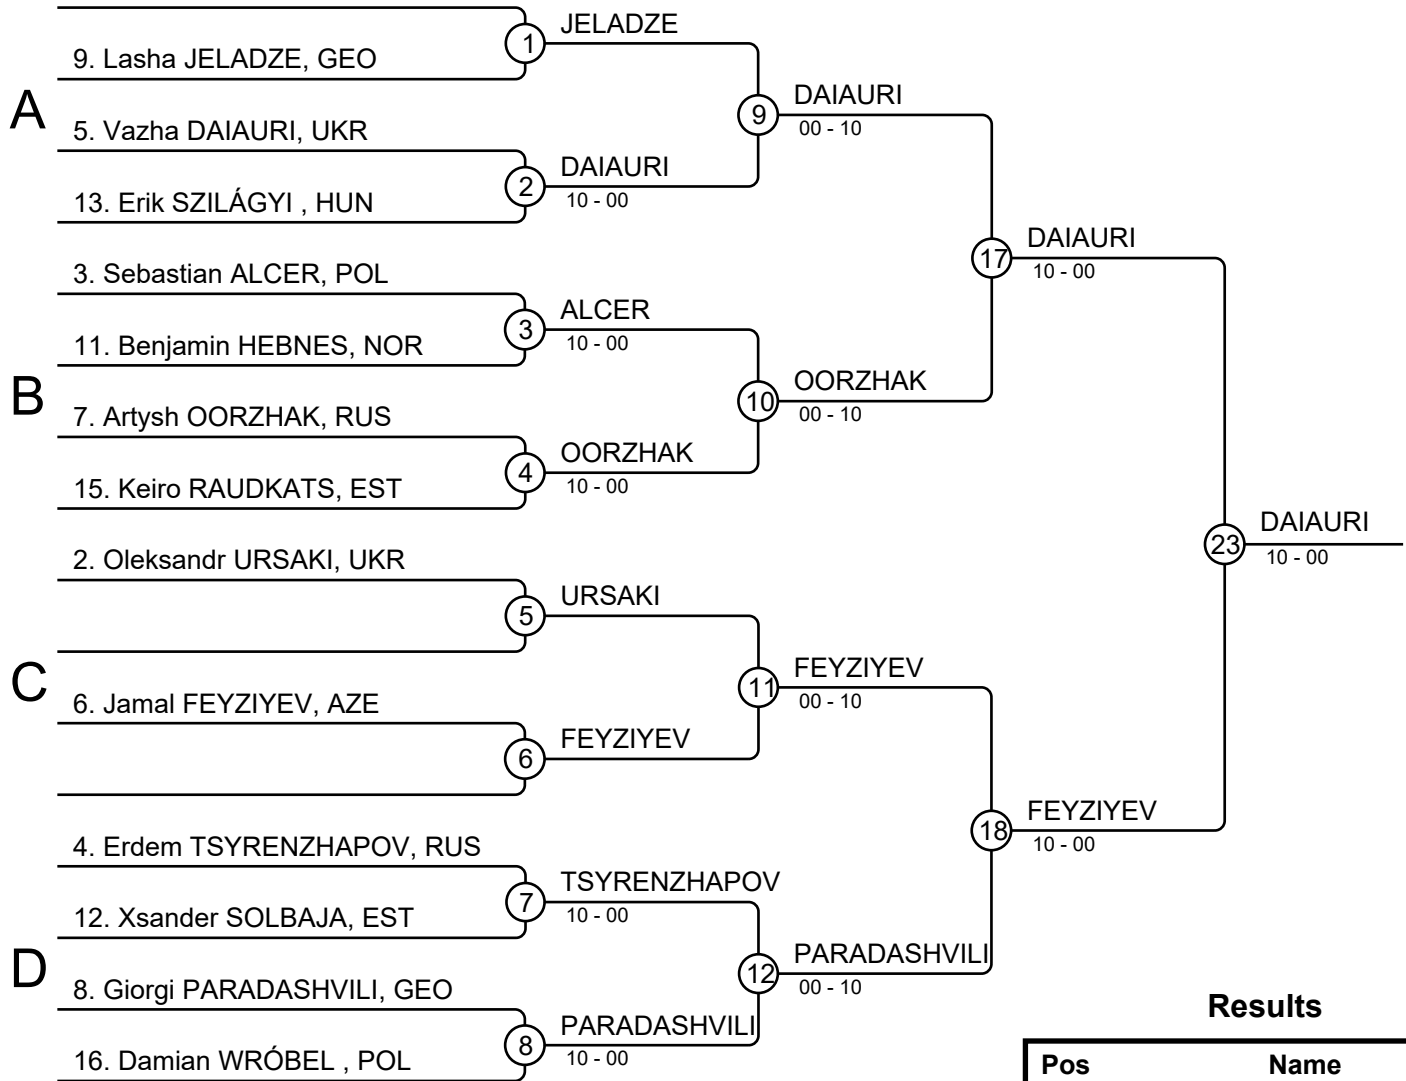 JELADZE
1
9. Lasha JELADZE, GEO
A
DAIAURI
9
00 - 10
5. Vazha DAIAURI, UKR
DAIAURI
2
10 - 00
13. Erik SZILÁGYI , HUN
DAIAURI
17
10 - 00
3. Sebastian ALCER, POL
ALCER
3
10 - 00
11. Benjamin HEBNES, NOR
B
OORZHAK
10
00 - 10
7. Artysh OORZHAK, RUS
OORZHAK
4
10 - 00
15. Keiro RAUDKATS, EST
DAIAURI
23
10 - 00
2. Oleksandr URSAKI, UKR
URSAKI
5
C
FEYZIYEV
11
00 - 10
6. Jamal FEYZIYEV, AZE
FEYZIYEV
6
FEYZIYEV
18
10 - 00
4. Erdem TSYRENZHAPOV, RUS
TSYRENZHAPOV
7
10 - 00
12. Xsander SOLBAJA, EST
D
PARADASHVILI
12
00 - 10
8. Giorgi PARADASHVILI, GEO
PARADASHVILI
8
10 - 00
16. Damian WRÓBEL , POL
Results
Pos Name